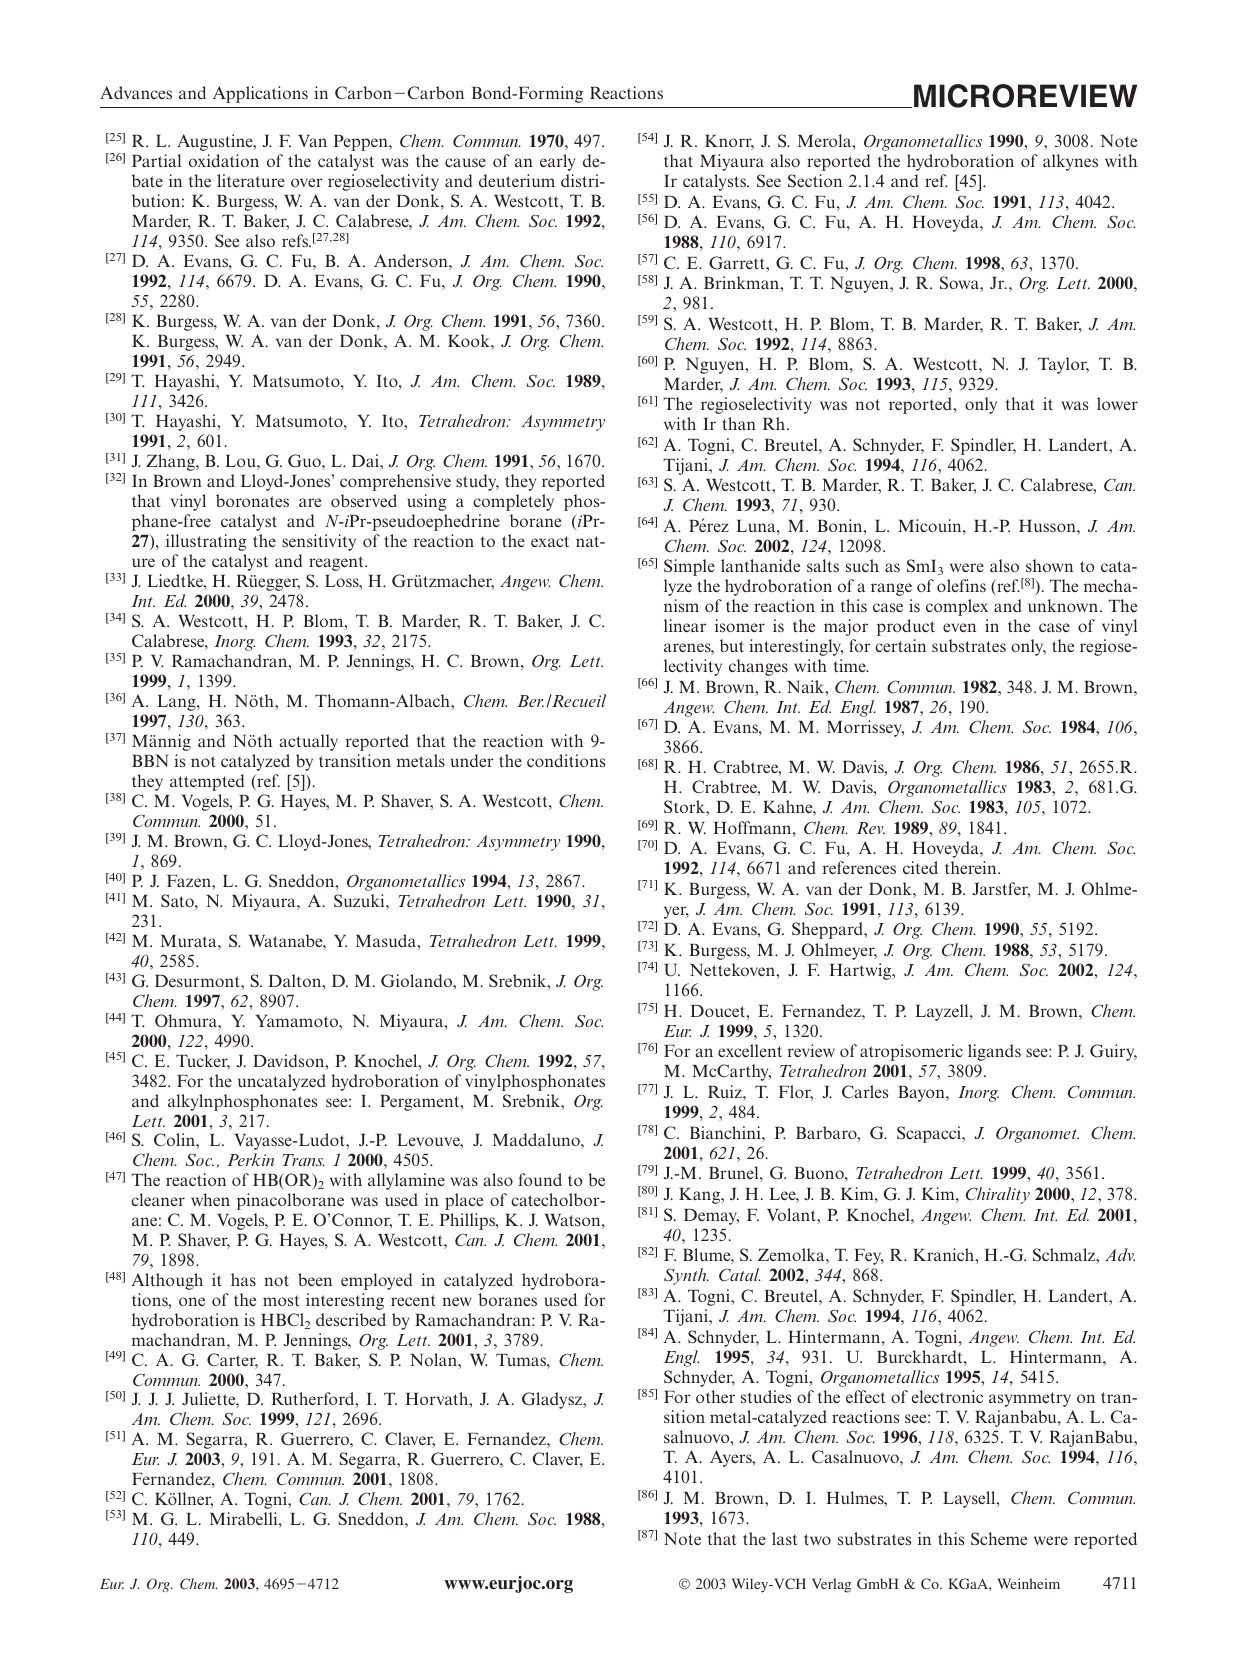 Advances and Applications in Carbon−Carbon Bond-Forming Reactions MICROREVIEW
[25] R. L. Augustine, J. F. Van Peppen, Chem. Commun. 1970, 497.
[26] Partial oxidation of the catalyst was the cause of an early de-
bate in the literature over regioselectivity and deuterium distri-
bution: K. Burgess, W. A. van der Donk, S. A. Westcott, T. B.
Marder, R. T. Baker, J. C. Calabrese, J. Am. Chem. Soc. 1992,
114, 9350. See also refs.[27,28]
[27] D. A. Evans, G. C. Fu, B. A. Anderson, J. Am. Chem. Soc.
1992, 114, 6679. D. A. Evans, G. C. Fu, J. Org. Chem. 1990,
55, 2280.
[28] K. Burgess, W. A. van der Donk, J. Org. Chem. 1991, 56, 7360.
K. Burgess, W. A. van der Donk, A. M. Kook, J. Org. Chem.
1991, 56, 2949.
[29] T. Hayashi, Y. Matsumoto, Y. Ito, J. Am. Chem. Soc. 1989,
111, 3426.
[30] T. Hayashi, Y. Matsumoto, Y. Ito, Tetrahedron: Asymmetry
1991, 2, 601.
[31] J. Zhang, B. Lou, G. Guo, L. Dai, J. Org. Chem. 1991, 56, 1670.
[32] In Brown and Lloyd-Jones’ comprehensive study, they reported
that vinyl boronates are observed using a completely phos-
phane-free catalyst and N-iPr-pseudoephedrine borane (iPr-
27), illustrating the sensitivity of the reaction to the exact nat-
ure of the catalyst and reagent.
[33] J. Liedtke, H. Rüegger, S. Loss, H. Grützmacher, Angew. Chem.
Int. Ed. 2000, 39, 2478.
[34] S. A. Westcott, H. P. Blom, T. B. Marder, R. T. Baker, J. C.
Calabrese, Inorg. Chem. 1993, 32, 2175.
[35] P. V. Ramachandran, M. P. Jennings, H. C. Brown, Org. Lett.
1999, 1, 1399.
[36] A. Lang, H. Nöth, M. Thomann-Albach, Chem. Ber./Recueil
1997, 130, 363.
[37] Männig and Nöth actually reported that the reaction with 9-
BBN is not catalyzed by transition metals under the conditions
they attempted (ref. [5]).
[38] C. M. Vogels, P. G. Hayes, M. P. Shaver, S. A. Westcott, Chem.
Commun. 2000, 51.
[39] J. M. Brown, G. C. Lloyd-Jones, Tetrahedron: Asymmetry 1990,
1, 869.
[40] P. J. Fazen, L. G. Sneddon, Organometallics 1994, 13, 2867.
[41] M. Sato, N. Miyaura, A. Suzuki, Tetrahedron Lett. 1990, 31,
231.
[42] M. Murata, S. Watanabe, Y. Masuda, Tetrahedron Lett. 1999,
40, 2585.
[43] G. Desurmont, S. Dalton, D. M. Giolando, M. Srebnik, J. Org.
Chem. 1997, 62, 8907.
[44] T. Ohmura, Y. Yamamoto, N. Miyaura, J. Am. Chem. Soc.
2000, 122, 4990.
[45] C. E. Tucker, J. Davidson, P. Knochel, J. Org. Chem. 1992, 57,
3482. For the uncatalyzed hydroboration of vinylphosphonates
and alkylnphosphonates see: I. Pergament, M. Srebnik, Org.
Lett. 2001, 3, 217.
[46] S. Colin, L. Vayasse-Ludot, J.-P. Levouve, J. Maddaluno, J.
Chem. Soc., Perkin Trans. 1 2000, 4505.
[47] The reaction of HB(OR)2 with allylamine was also found to be
cleaner when pinacolborane was used in place of catecholbor-
ane: C. M. Vogels, P. E. O’Connor, T. E. Phillips, K. J. Watson,
M. P. Shaver, P. G. Hayes, S. A. Westcott, Can. J. Chem. 2001,
79, 1898.
[48] Although it has not been employed in catalyzed hydrobora-
tions, one of the most interesting recent new boranes used for
hydroboration is HBCl2 described by Ramachandran: P. V. Ra-
machandran, M. P. Jennings, Org. Lett. 2001, 3, 3789.
[49] C. A. G. Carter, R. T. Baker, S. P. Nolan, W. Tumas, Chem.
Commun. 2000, 347.
[50] J. J. J. Juliette, D. Rutherford, I. T. Horvath, J. A. Gladysz, J.
Am. Chem. Soc. 1999, 121, 2696.
[51] A. M. Segarra, R. Guerrero, C. Claver, E. Fernandez, Chem.
Eur. J. 2003, 9, 191. A. M. Segarra, R. Guerrero, C. Claver, E.
Fernandez, Chem. Commun. 2001, 1808.
[52] C. Köllner, A. Togni, Can. J. Chem. 2001, 79, 1762.
[53] M. G. L. Mirabelli, L. G. Sneddon, J. Am. Chem. Soc. 1988,
110, 449.
[54] J. R. Knorr, J. S. Merola, Organometallics 1990, 9, 3008. Note
that Miyaura also reported the hydroboration of alkynes with
Ir catalysts. See Section 2.1.4 and ref. [45].
[55] D. A. Evans, G. C. Fu, J. Am. Chem. Soc. 1991, 113, 4042.
[56] D. A. Evans, G. C. Fu, A. H. Hoveyda, J. Am. Chem. Soc.
1988, 110, 6917.
[57] C. E. Garrett, G. C. Fu, J. Org. Chem. 1998, 63, 1370.
[58] J. A. Brinkman, T. T. Nguyen, J. R. Sowa, Jr., Org. Lett. 2000,
2, 981.
[59] S. A. Westcott, H. P. Blom, T. B. Marder, R. T. Baker, J. Am.
Chem. Soc. 1992, 114, 8863.
[60] P. Nguyen, H. P. Blom, S. A. Westcott, N. J. Taylor, T. B.
Marder, J. Am. Chem. Soc. 1993, 115, 9329.
[61] The regioselectivity was not reported, only that it was lower
with Ir than Rh.
[62] A. Togni, C. Breutel, A. Schnyder, F. Spindler, H. Landert, A.
Tijani, J. Am. Chem. Soc. 1994, 116, 4062.
[63] S. A. Westcott, T. B. Marder, R. T. Baker, J. C. Calabrese, Can.
J. Chem. 1993, 71, 930.
[64] A. Pérez Luna, M. Bonin, L. Micouin, H.-P. Husson, J. Am.
Chem. Soc. 2002, 124, 12098.
[65] Simple lanthanide salts such as SmI3 were also shown to cata-
lyze the hydroboration of a range of olefins (ref.[8]). The mecha-
nism of the reaction in this case is complex and unknown. The
linear isomer is the major product even in the case of vinyl
arenes, but interestingly, for certain substrates only, the regiose-
lectivity changes with time.
[66] J. M. Brown, R. Naik, Chem. Commun. 1982, 348. J. M. Brown,
Angew. Chem. Int. Ed. Engl. 1987, 26, 190.
[67] D. A. Evans, M. M. Morrissey, J. Am. Chem. Soc. 1984, 106,
3866.
[68] R. H. Crabtree, M. W. Davis, J. Org. Chem. 1986, 51, 2655.R.
H. Crabtree, M. W. Davis, Organometallics 1983, 2, 681.G.
Stork, D. E. Kahne, J. Am. Chem. Soc. 1983, 105, 1072.
[69] R. W. Hoffmann, Chem. Rev. 1989, 89, 1841.
[70] D. A. Evans, G. C. Fu, A. H. Hoveyda, J. Am. Chem. Soc.
1992, 114, 6671 and references cited therein.
[71] K. Burgess, W. A. van der Donk, M. B. Jarstfer, M. J. Ohlme-
yer, J. Am. Chem. Soc. 1991, 113, 6139.
[72] D. A. Evans, G. Sheppard, J. Org. Chem. 1990, 55, 5192.
[73] K. Burgess, M. J. Ohlmeyer, J. Org. Chem. 1988, 53, 5179.
[74] U. Nettekoven, J. F. Hartwig, J. Am. Chem. Soc. 2002, 124,
1166.
[75] H. Doucet, E. Fernandez, T. P. Layzell, J. M. Brown, Chem.
Eur. J. 1999, 5, 1320.
[76] For an excellent review of atropisomeric ligands see: P. J. Guiry,
M. McCarthy, Tetrahedron 2001, 57, 3809.
[77] J. L. Ruiz, T. Flor, J. Carles Bayon, Inorg. Chem. Commun.
1999, 2, 484.
[78] C. Bianchini, P. Barbaro, G. Scapacci, J. Organomet. Chem.
2001, 621, 26.
[79] J.-M. Brunel, G. Buono, Tetrahedron Lett. 1999, 40, 3561.
[80] J. Kang, J. H. Lee, J. B. Kim, G. J. Kim, Chirality 2000, 12, 378.
[81] S. Demay, F. Volant, P. Knochel, Angew. Chem. Int. Ed. 2001,
40, 1235.
[82] F. Blume, S. Zemolka, T. Fey, R. Kranich, H.-G. Schmalz, Adv.
Synth. Catal. 2002, 344, 868.
[83] A. Togni, C. Breutel, A. Schnyder, F. Spindler, H. Landert, A.
Tijani, J. Am. Chem. Soc. 1994, 116, 4062.
[84] A. Schnyder, L. Hintermann, A. Togni, Angew. Chem. Int. Ed.
Engl. 1995, 34, 931. U. Burckhardt, L. Hintermann, A.
Schnyder, A. Togni, Organometallics 1995, 14, 5415.
[85] For other studies of the effect of electronic asymmetry on tran-
sition metal-catalyzed reactions see: T. V. Rajanbabu, A. L. Ca-
salnuovo, J. Am. Chem. Soc. 1996, 118, 6325. T. V. RajanBabu,
T. A. Ayers, A. L. Casalnuovo, J. Am. Chem. Soc. 1994, 116,
4101.
[86] J. M. Brown, D. I. Hulmes, T. P. Laysell, Chem. Commun.
1993, 1673.
[87] Note that the last two substrates in this Scheme were reported
Eur. J. Org. Chem. 2003, 4695−4712 www.eurjoc.org © 2003 Wiley-VCH Verlag GmbH & Co. KGaA, Weinheim 4711